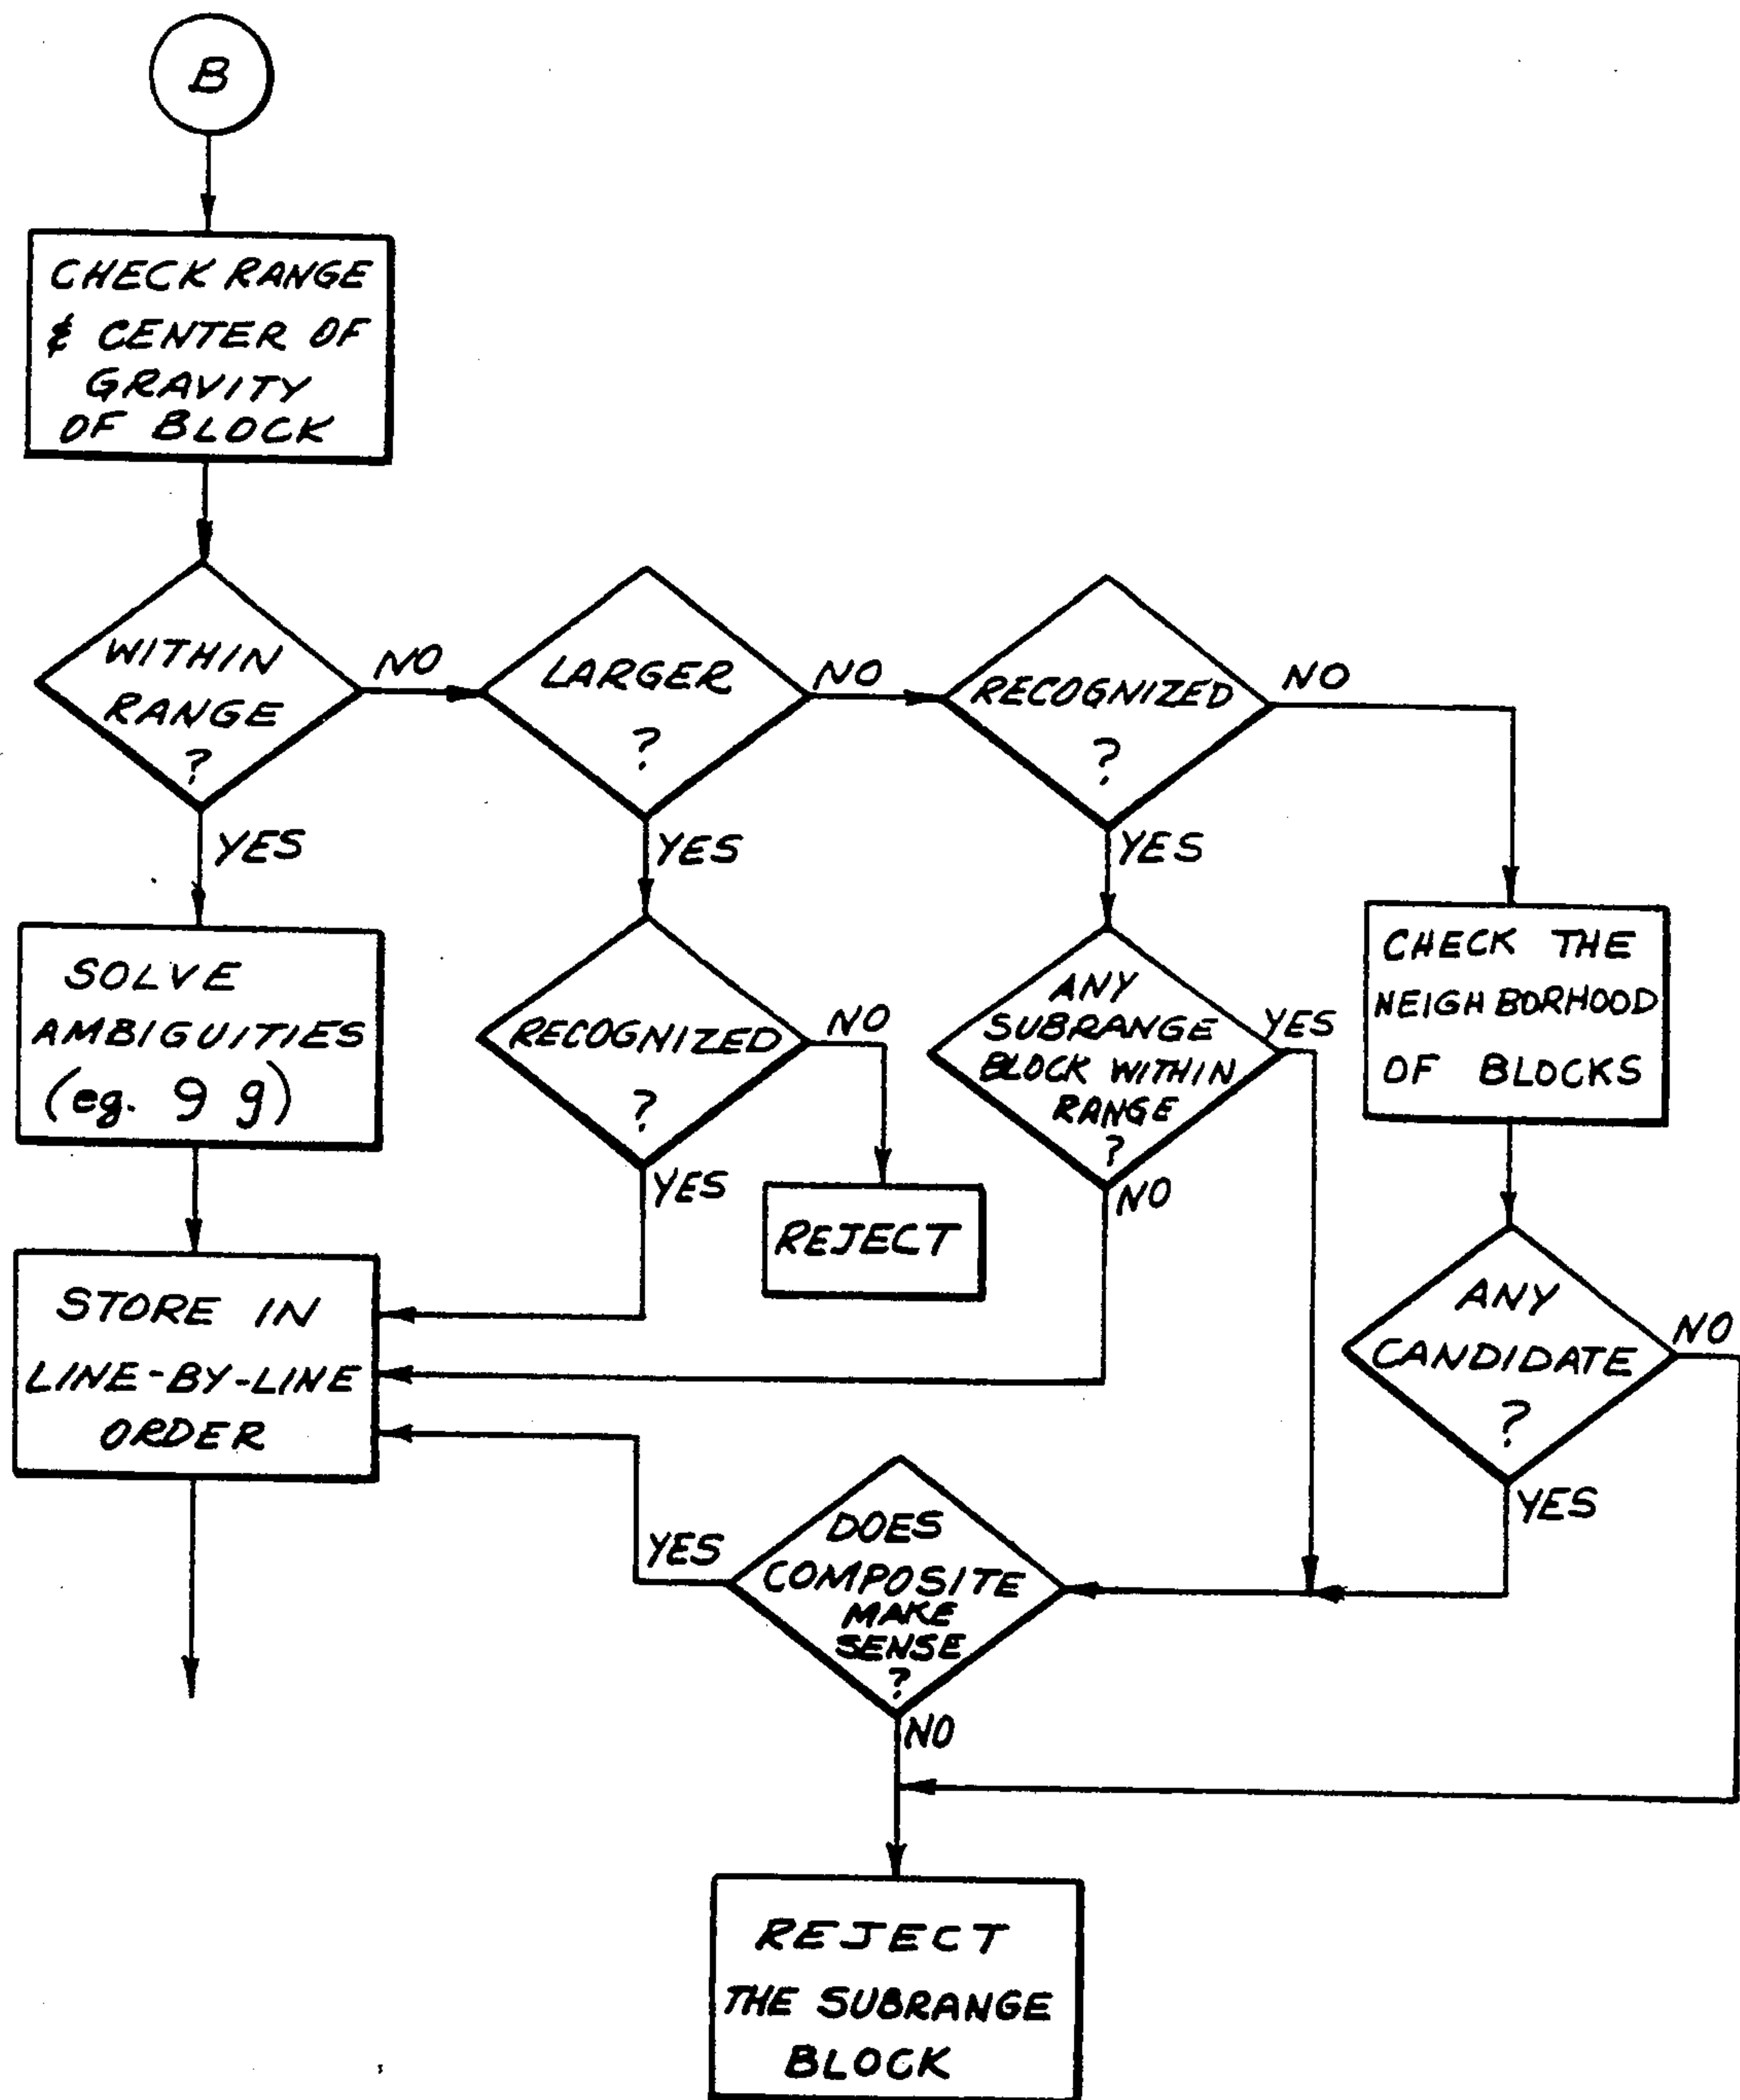 B
CHECK RANGE
& CENTER OF
GRAVITY
OF BLOCK
WITHIN
RANGE
?
NO
LARGER
?
NO
RECOGNIZED
?
NO
YES
YES
YES
SOLVE
AMBIGUITIES
(eg. 9 g)
RECOGNIZED
?
NO
YES
REJECT
ANY
SUBRANGE
BLOCK WITHIN
RANGE
?
YES
NO
CHECK THE
NEIGHBORHOOD
OF BLOCKS
STORE IN
LINE-BY-LINE
ORDER
ANY
CANDIDATE
?
NO
YES
DOES
COMPOSITE
MAKE
SENSE
?
YES
NO
REJECT
THE SUBRANGE
BLOCK